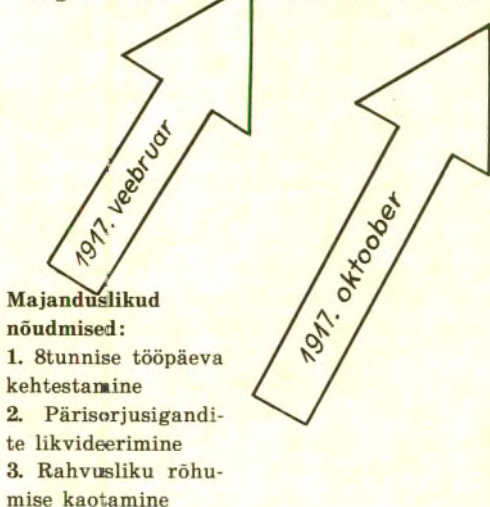 1917. veebruar
1917. oktoober
Majanduslikud
nõudmised:
1. 8tunnise tööpäeva
kehtestamine
2. Pärisorjusigandi-
te likvideerimine
3. Rahvusliku rõhu-
mise kaotamine